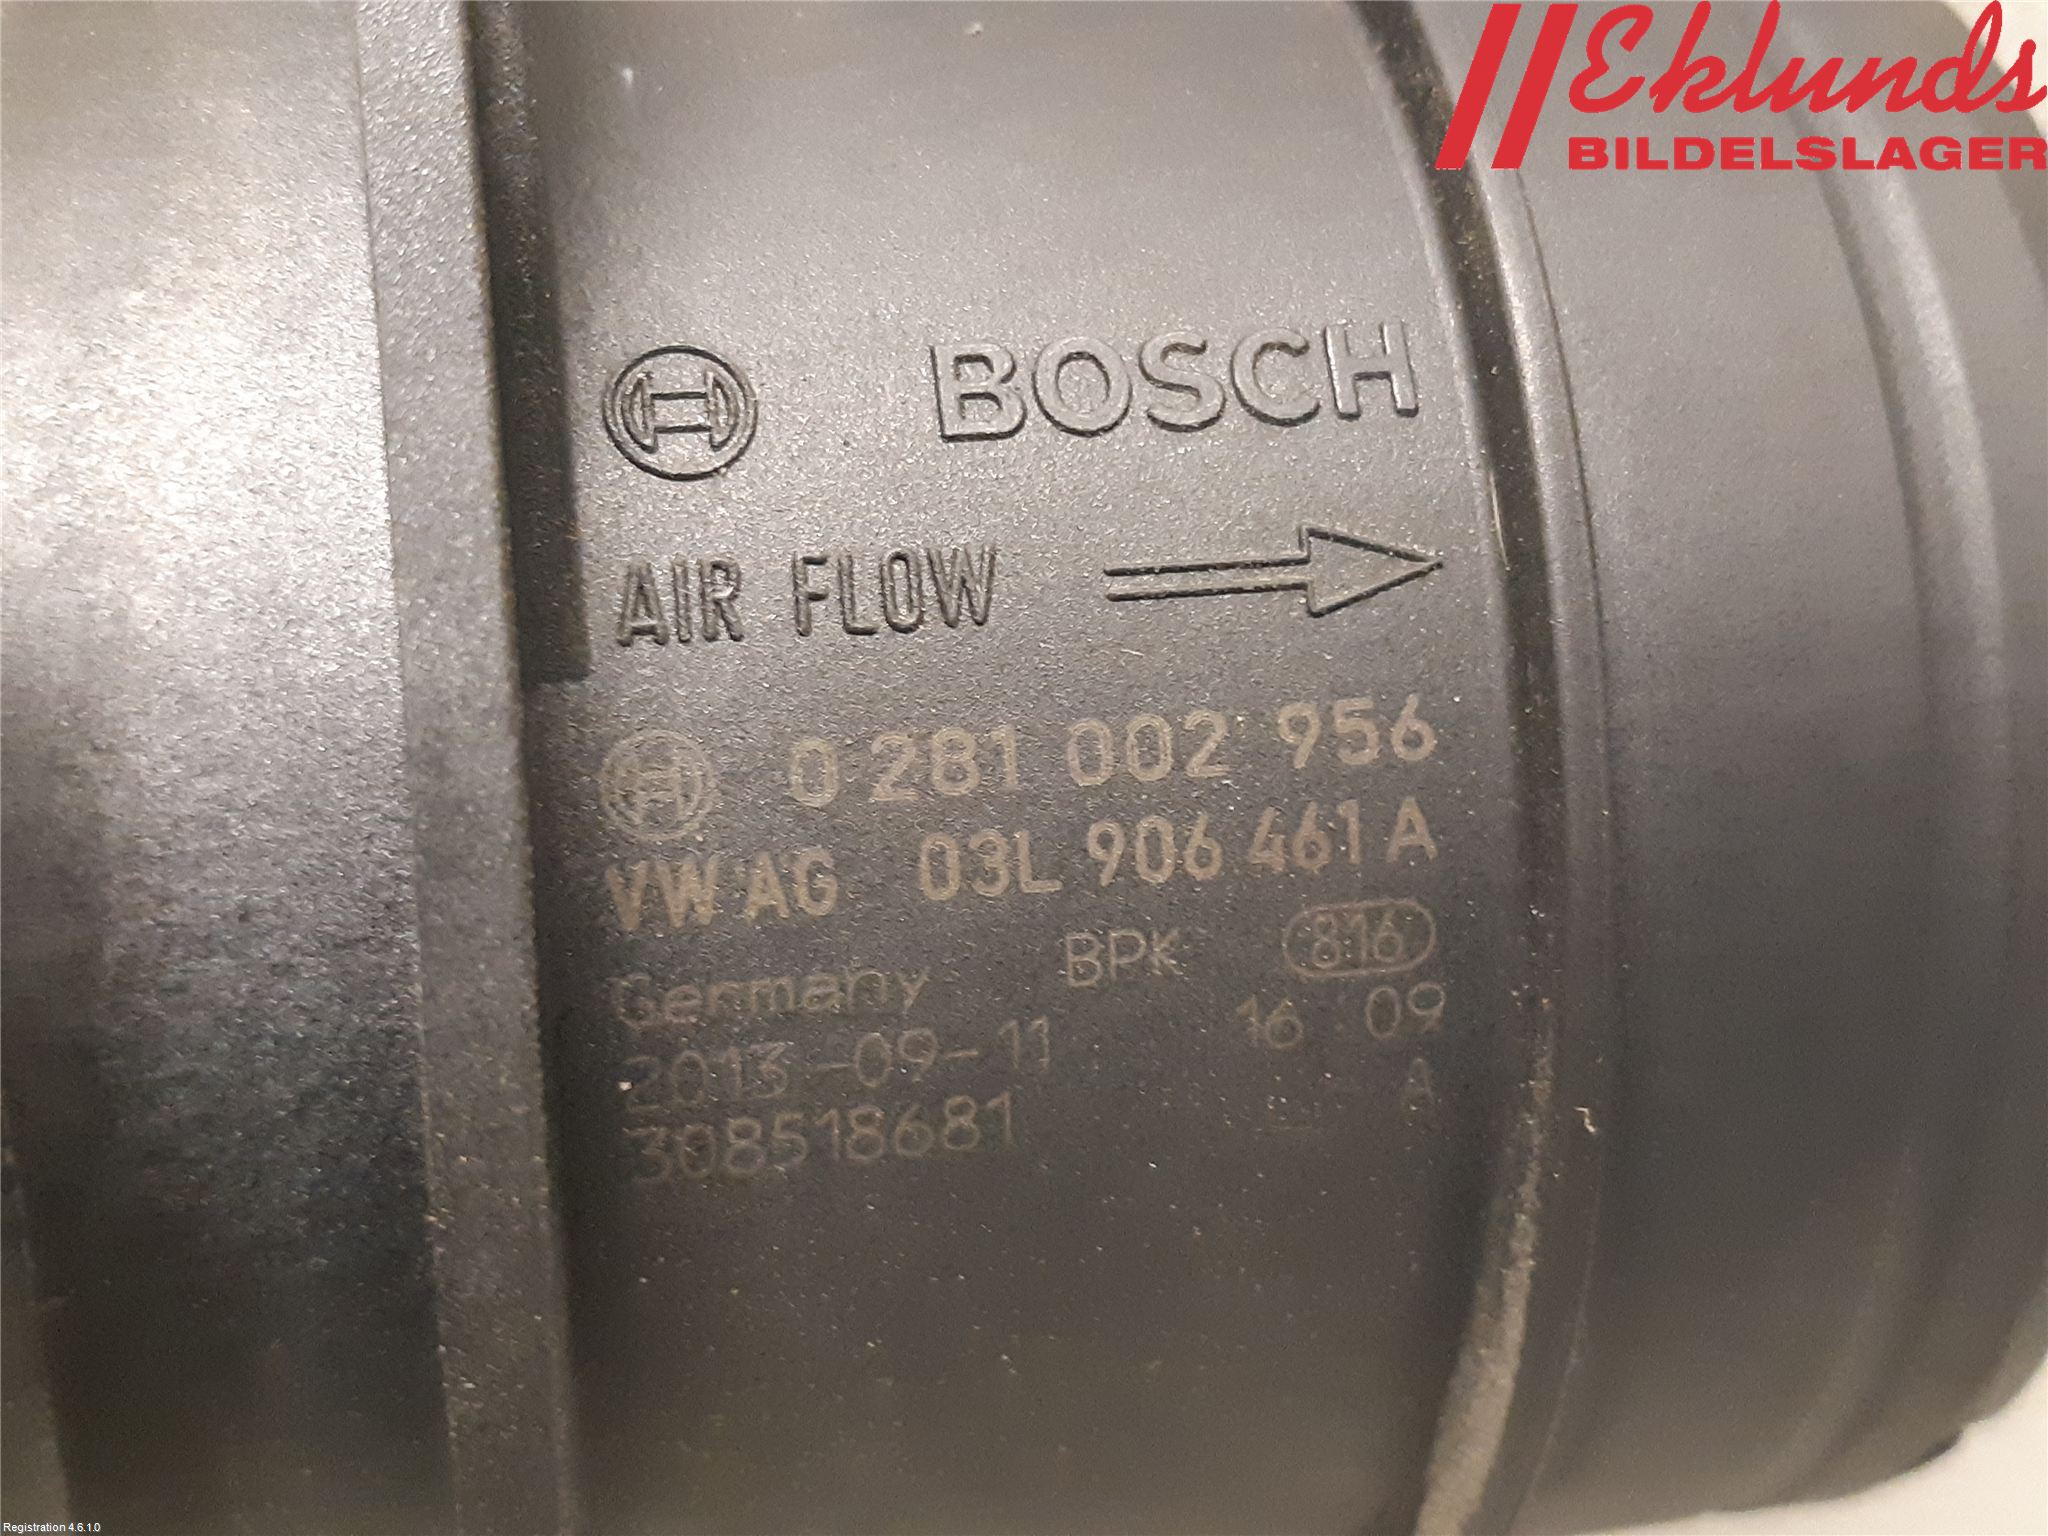 Eklunds
BILDELSLAGER
BOSCH
AIR FLOW
0 281 002 956
VW AG 03L 906 461 A
Germany BPK 816
2013-09-11 16 09
A
308518681
Registration 4.6.1.0